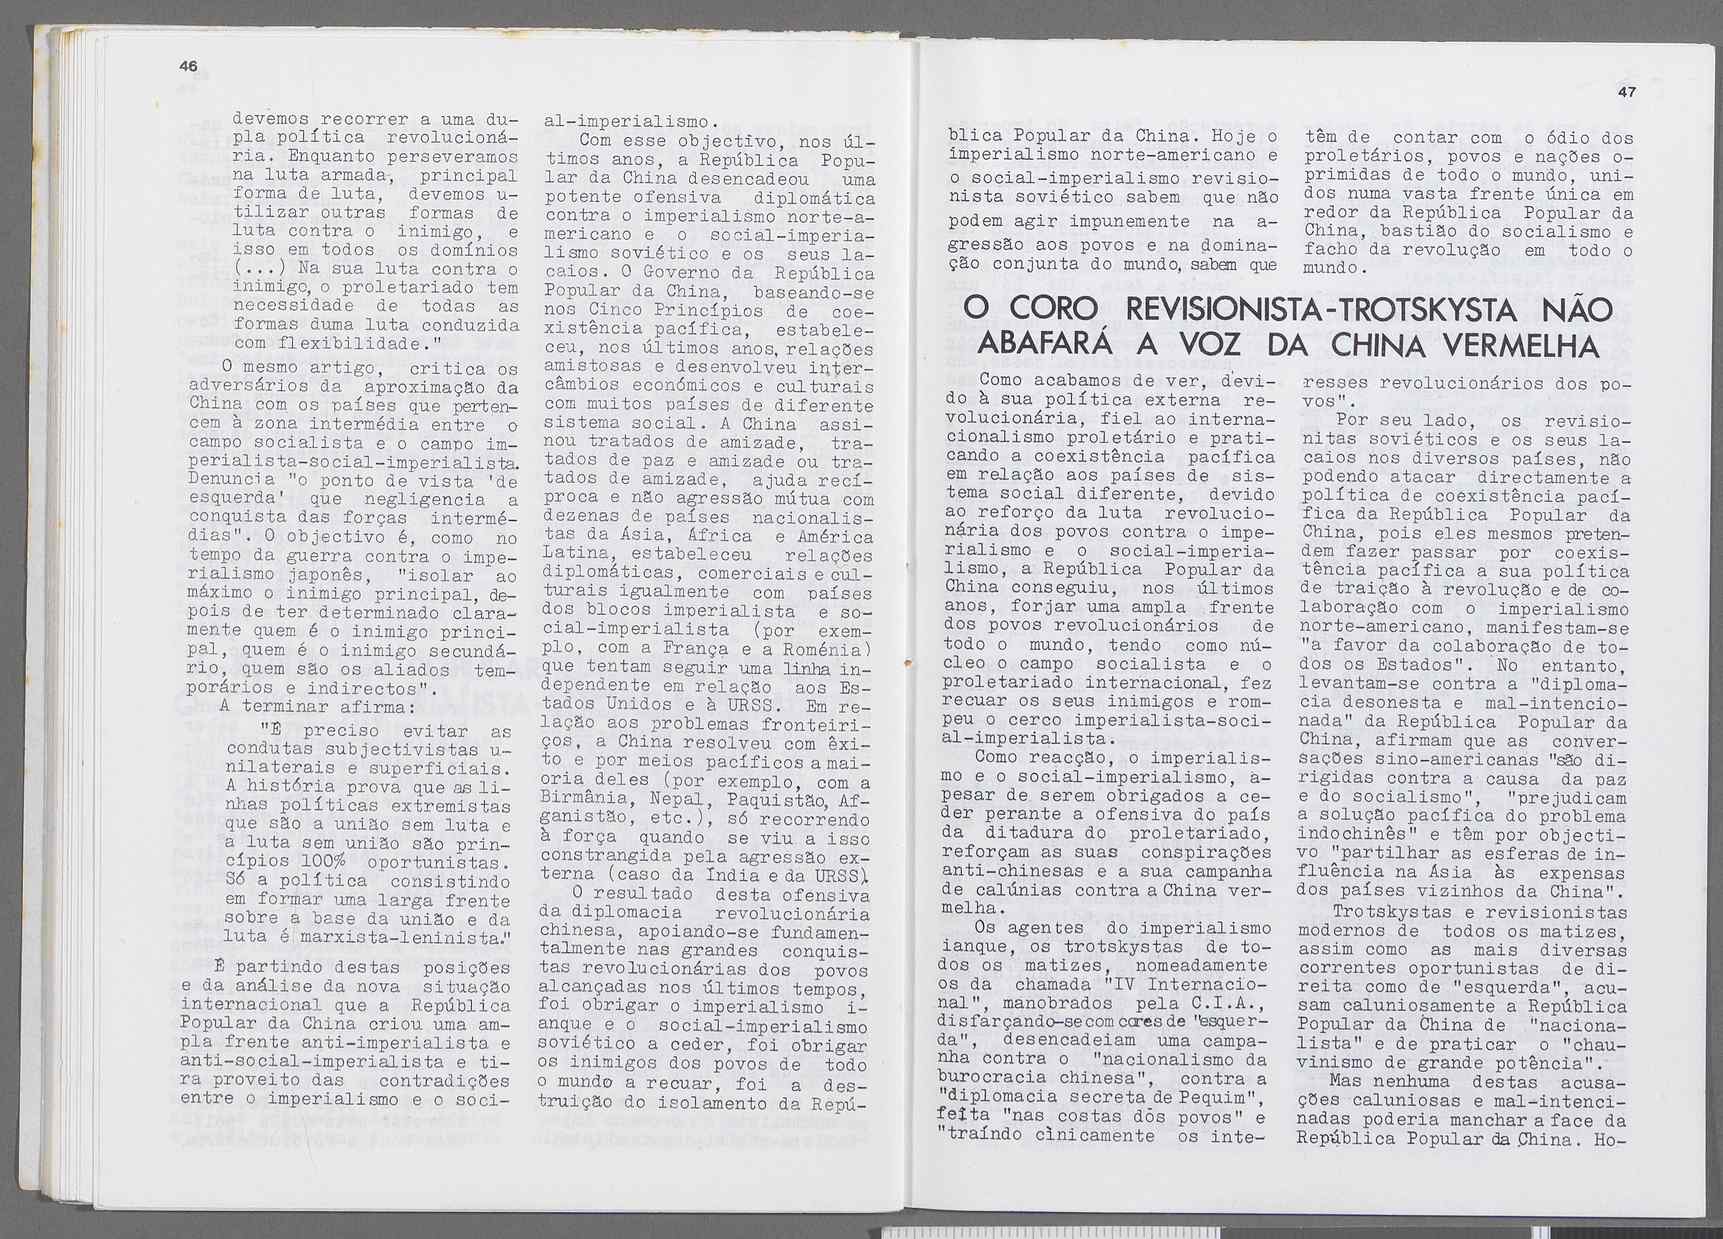 46
devemos recorrer a uma du-
pla política revolucioná-
ria. Enquanto perseveramos
na luta armada, principal
forma de luta, devemos u-
tilizar outras formas de
luta contra o inimigo, e
isso em todos os domínios
(...) Na sua luta contra o
inimigo, o proletariado tem
necessidade de todas as
formas duma luta conduzida
com flexibilidade."
O mesmo artigo, critica os
adversários da aproximação da
China com os países que perten-
cem à zona intermédia entre o
campo socialista e o campo im-
perialista-social-imperialista.
Denuncia "o ponto de vista 'de
esquerda' que negligencia a
conquista das forças intermé-
dias". O objectivo é, como no
tempo da guerra contra o impe-
rialismo japonês, "isolar ao
máximo o inimigo principal, de-
pois de ter determinado clara-
mente quem é o inimigo princi-
pal, quem é o inimigo secundá-
rio, quem são os aliados tem-
porários e indirectos".
A terminar afirma:
"É preciso evitar as
condutas subjectivistas u-
nilaterais e superficiais.
A história prova que as li-
nhas políticas extremistas
que são a união sem luta e
a luta sem união são prin-
cípios 100% oportunistas.
Só a política consistindo
em formar uma larga frente
sobre a base da união e da
luta é marxista-leninista."
É partindo destas posições
e da análise da nova situação
internacional que a República
Popular da China criou uma am-
pla frente anti-imperialista e
anti-social-imperialista e ti-
ra proveito das contradições
entre o imperialismo e o soci-
al-imperialismo.
Com esse objectivo, nos úl-
timos anos, a República Popu-
lar da China desencadeou uma
potente ofensiva diplomática
contra o imperialismo norte-a-
mericano e o social-imperia-
lismo soviético e os seus la-
caios. O Governo da República
Popular da China, baseando-se
nos Cinco Princípios de coe-
xistência pacífica, estabele-
ceu, nos últimos anos, relações
amistosas e desenvolveu inter-
câmbios económicos e culturais
com muitos países de diferente
sistema social. A China assi-
nou tratados de amizade, tra-
tados de paz e amizade ou tra-
tados de amizade, ajuda recí-
proca e não agressão mútua com
dezenas de países nacionalis-
tas da Ásia, África e América
Latina, estabeleceu relações
diplomáticas, comerciais e cul-
turais igualmente com países
dos blocos imperialista e so-
cial-imperialista (por exem-
plo, com a França e a Roménia)
que tentam seguir uma linha in-
dependente em relação aos Es-
tados Unidos e à URSS. Em re-
lação aos problemas fronteiri-
ços, a China resolveu com êxi-
to e por meios pacíficos a mai-
oria deles (por exemplo, com a
Birmânia, Nepal, Paquistão, Af-
ganistão, etc.), só recorrendo
à força quando se viu a isso
constrangida pela agressão ex-
terna (caso da Índia e da URSS).
O resultado desta ofensiva
da diplomacia revolucionária
chinesa, apoiando-se fundamen-
talmente nas grandes conquis-
tas revolucionárias dos povos
alcançadas nos últimos tempos,
foi obrigar o imperialismo i-
anque e o social-imperialismo
soviético a ceder, foi obrigar
os inimigos dos povos de todo
o mundo a recuar, foi a des-
truição do isolamento da Repú-
47
blica Popular da China. Hoje o
imperialismo norte-americano e
o social-imperialismo revisio-
nista soviético sabem que não
podem agir impunemente na a-
gressão aos povos e na domina-
ção conjunta do mundo, sabem que
têm de contar com o ódio dos
proletários, povos e nações o-
primidas de todo o mundo, uni-
dos numa vasta frente única em
redor da República Popular da
China, bastião do socialismo e
facho da revolução em todo o
mundo.
O CORO REVISIONISTA-TROTSKYSTA NÃO
ABAFARÁ A VOZ DA CHINA VERMELHA
Como acabamos de ver, devi-
do à sua política externa re-
volucionária, fiel ao interna-
cionalismo proletário e prati-
cando a coexistência pacífica
em relação aos países de sis-
tema social diferente, devido
ao reforço da luta revolucio-
nária dos povos contra o impe-
rialismo e o social-imperia-
lismo, a República Popular da
China conseguiu, nos últimos
anos, forjar uma ampla frente
dos povos revolucionários de
todo o mundo, tendo como nú-
cleo o campo socialista e o
proletariado internacional, fez
recuar os seus inimigos e rom-
peu o cerco imperialista-soci-
al-imperialista.
Como reacção, o imperialis-
mo e o social-imperialismo, a-
pesar de serem obrigados a ce-
der perante a ofensiva do país
da ditadura do proletariado,
reforçam as suas conspirações
anti-chinesas e a sua campanha
de calúnias contra a China ver-
melha.
Os agentes do imperialismo
ianque, os trotskystas de to-
dos os matizes, nomeadamente
os da chamada "IV Internacio-
nal", manobrados pela C.I.A.,
disfarçando-se com cores de "esquer-
da", desencadeiam uma campa-
nha contra o "nacionalismo da
burocracia chinesa", contra a
"diplomacia secreta de Pequim",
feita "nas costas dos povos" e
"traíndo cinicamente os inte-
resses revolucionários dos po-
vos".
Por seu lado, os revisio-
nitas soviéticos e os seus la-
caios nos diversos países, não
podendo atacar directamente a
política de coexistência pací-
fica da República Popular da
China, pois eles mesmos preten-
dem fazer passar por coexis-
tência pacífica a sua política
de traição à revolução e de co-
laboração com o imperialismo
norte-americano, manifestam-se
"a favor da colaboração de to-
dos os Estados". No entanto,
levantam-se contra a "diploma-
cia desonesta e mal-intencio-
nada" da República Popular da
China, afirmam que as conver-
sações sino-americanas "são di-
rigidas contra a causa da paz
e do socialismo", "prejudicam
a solução pacífica do problema
indochinês" e têm por objecti-
vo "partilhar as esferas de in-
fluência na Ásia às expensas
dos países vizinhos da China".
Trotskystas e revisionistas
modernos de todos os matizes,
assim como as mais diversas
correntes oportunistas de di-
reita como de "esquerda", acu-
sam caluniosamente a República
Popular da China de "naciona-
lista" e de praticar o "chau-
vinismo de grande potência".
Mas nenhuma destas acusa-
ções caluniosas e mal-intenci-
nadas poderia manchar a face da
República Popular da China. Ho-